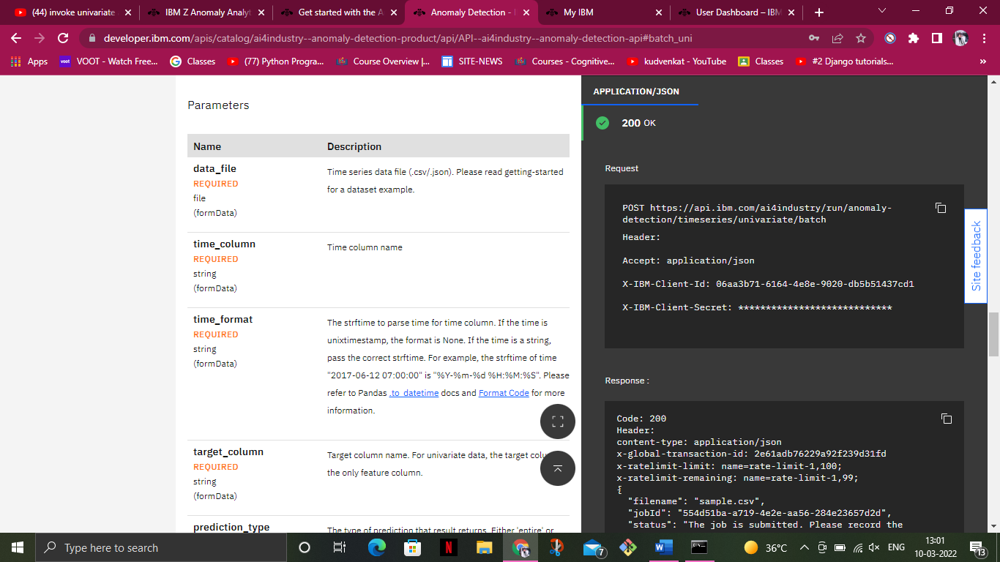 (44) invoke univariate
IBM Z Anomaly Analyt
Get started with the A
Anomaly Detection - I
My IBM
User Dashboard – IBM
developer.ibm.com/apis/catalog/ai4industry--anomaly-detection-product/api/API--ai4industry--anomaly-detection-api#batch_uni
Apps
voot
VOOT - Watch Free...
Classes
(77) Python Progra...
Course Overview |...
SITE-NEWS
Courses - Cognitive...
kudvenkat - YouTube
Classes
#2 Django tutorials...
»
Parameters
Name Description
data_file
REQUIRED
file
(formData)
Time series data file (.csv/.json). Please read getting-started
for a dataset example.
time_column
REQUIRED
string
(formData)
Time column name
time_format
REQUIRED
string
(formData)
The strftime to parse time for time column. If the time is
unixtimestamp, the format is None. If the time is a string,
pass the correct strftime. For example, the strftime of time
"2017-06-12 07:00:00" is "%Y-%m-%d %H:%M:%S". Please
refer to Pandas .to_datetime docs and Format Code for more
information.
target_column
REQUIRED
string
(formData)
Target column name. For univariate data, the target colu
the only feature column.
prediction_type
The type of prediction that result returns. Either 'entire' or
APPLICATION/JSON
200 OK
Request
POST https://api.ibm.com/ai4industry/run/anomaly-
detection/timeseries/univariate/batch
Header:
Accept: application/json
X-IBM-Client-Id: 06aa3b71-6164-4e8e-9020-db5b51437cd1
X-IBM-Client-Secret: ****************************
Response :
Code: 200
Header:
content-type: application/json
x-global-transaction-id: 2e61adb76229a92f239d31fd
x-ratelimit-limit: name=rate-limit-1,100;
x-ratelimit-remaining: name=rate-limit-1,99;
{
"filename": "sample.csv",
"jobId": "554d51ba-a719-4e2e-aa56-284e23657d2d",
"status": "The job is submitted. Please record the
Site feedback
Type here to search
7
36°C
ENG
13:01
10-03-2022
13